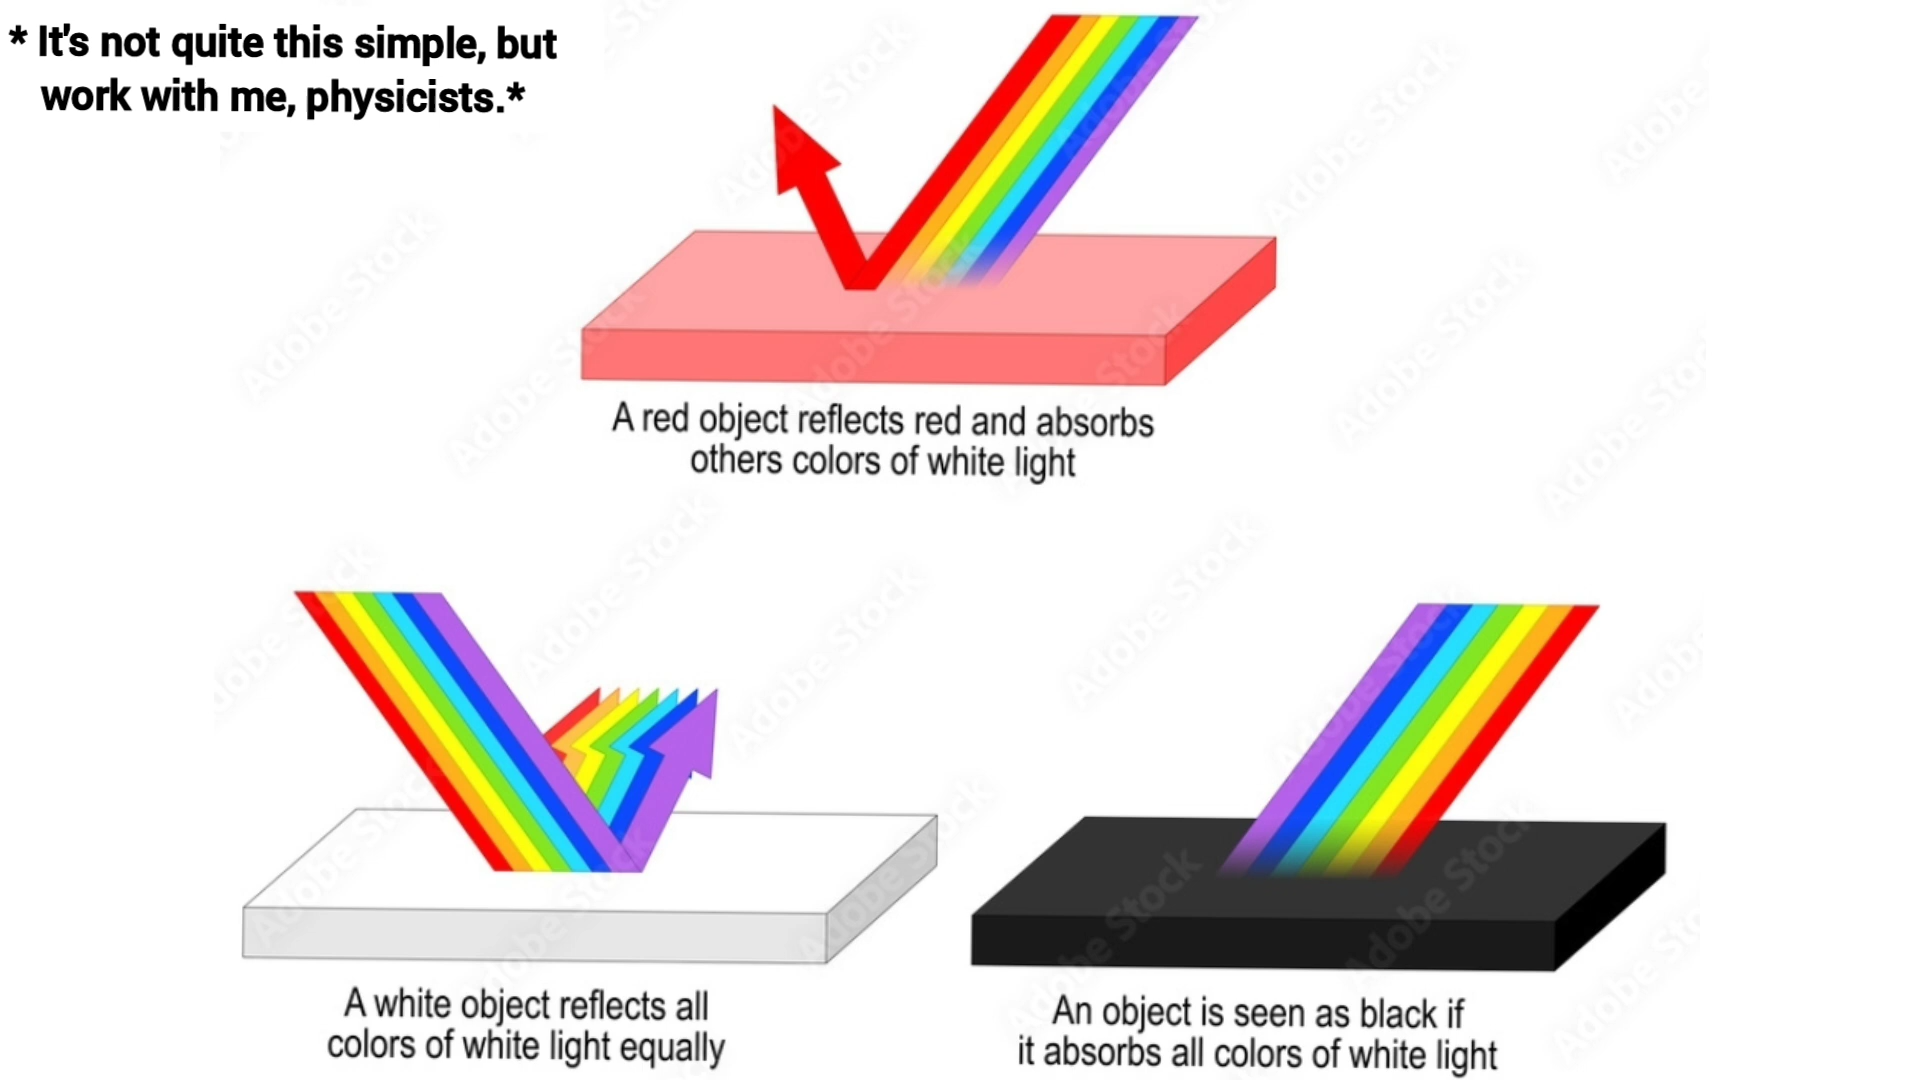 * It's not quite this simple, but
work with me, physicists.*
A red object reflects red and absorbs
others colors of white light
A white object reflects all
colors of white light equally
An object is seen as black if
it absorbs all colors of white light
Adobe Stock